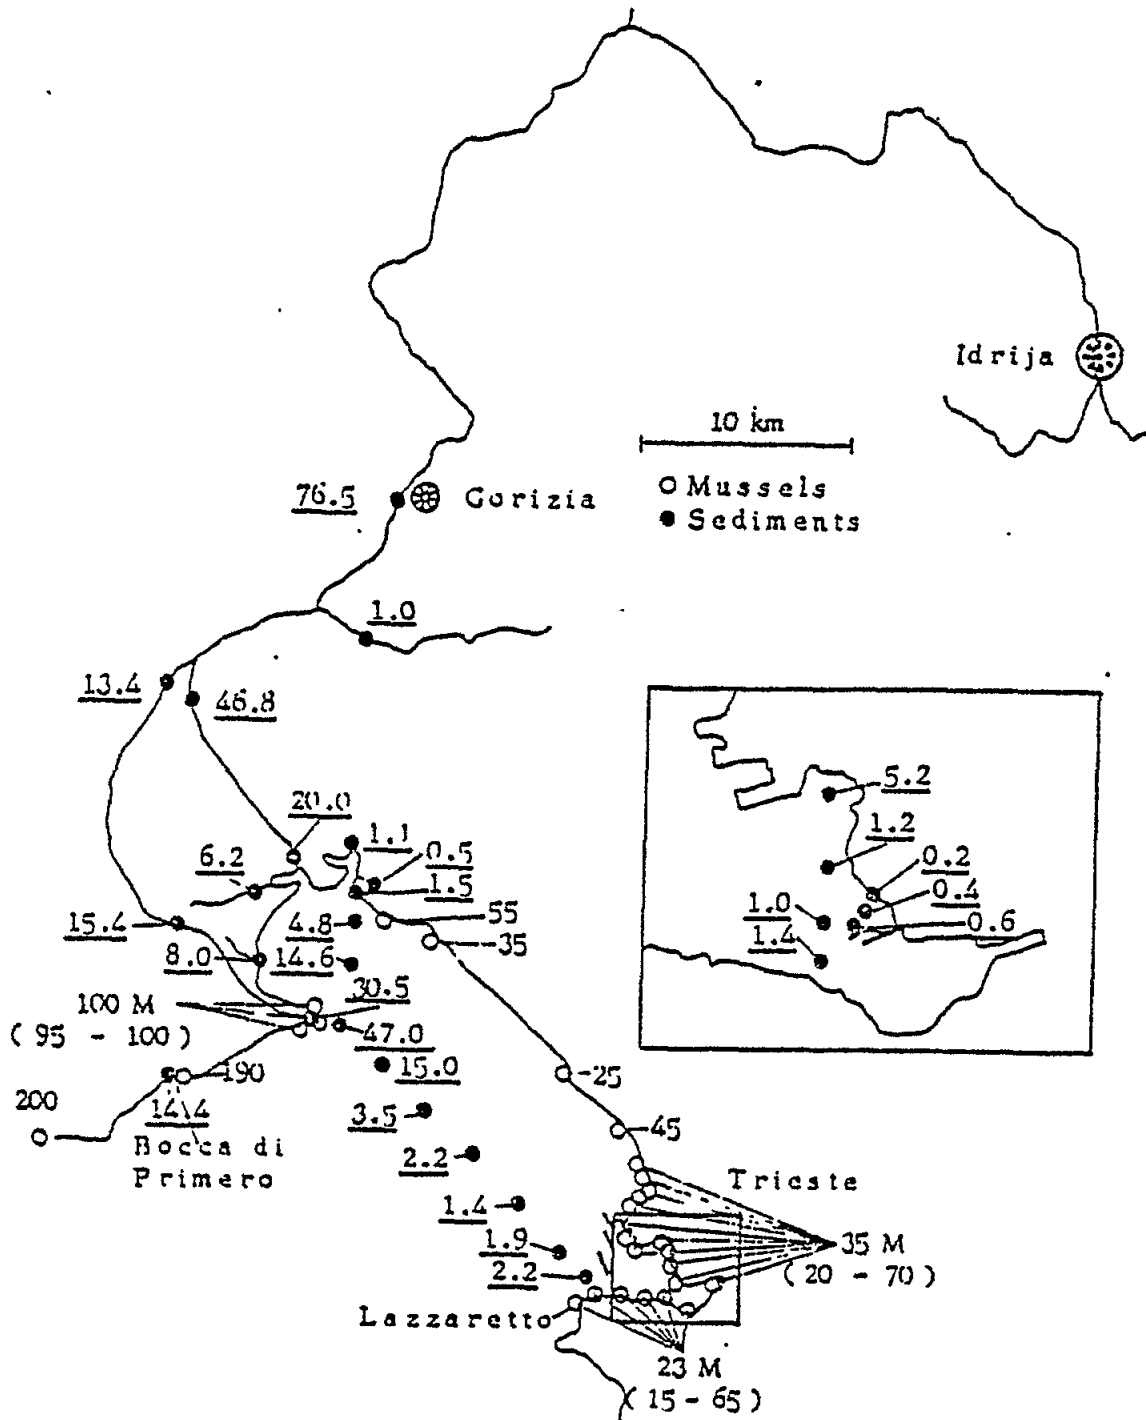 Idrija
10 km
O Mussels
● Sediments
76.5
Gorizia
1.0
13.4
46.8
20.0
1.1
6.2
0.5
1.5
15.4
4.8
55
35
8.0
14.6
30.5
100 M
(95 - 100)
47.0
15.0
190
200
14.4
25
3.5
45
Bocca di
Primero
2.2
Trieste
1.4
1.9
35 M
(20 - 70)
2.2
Lazzaretto
23 M
(15 - 65)
5.2
1.2
0.2
0.4
1.0
0.6
1.4